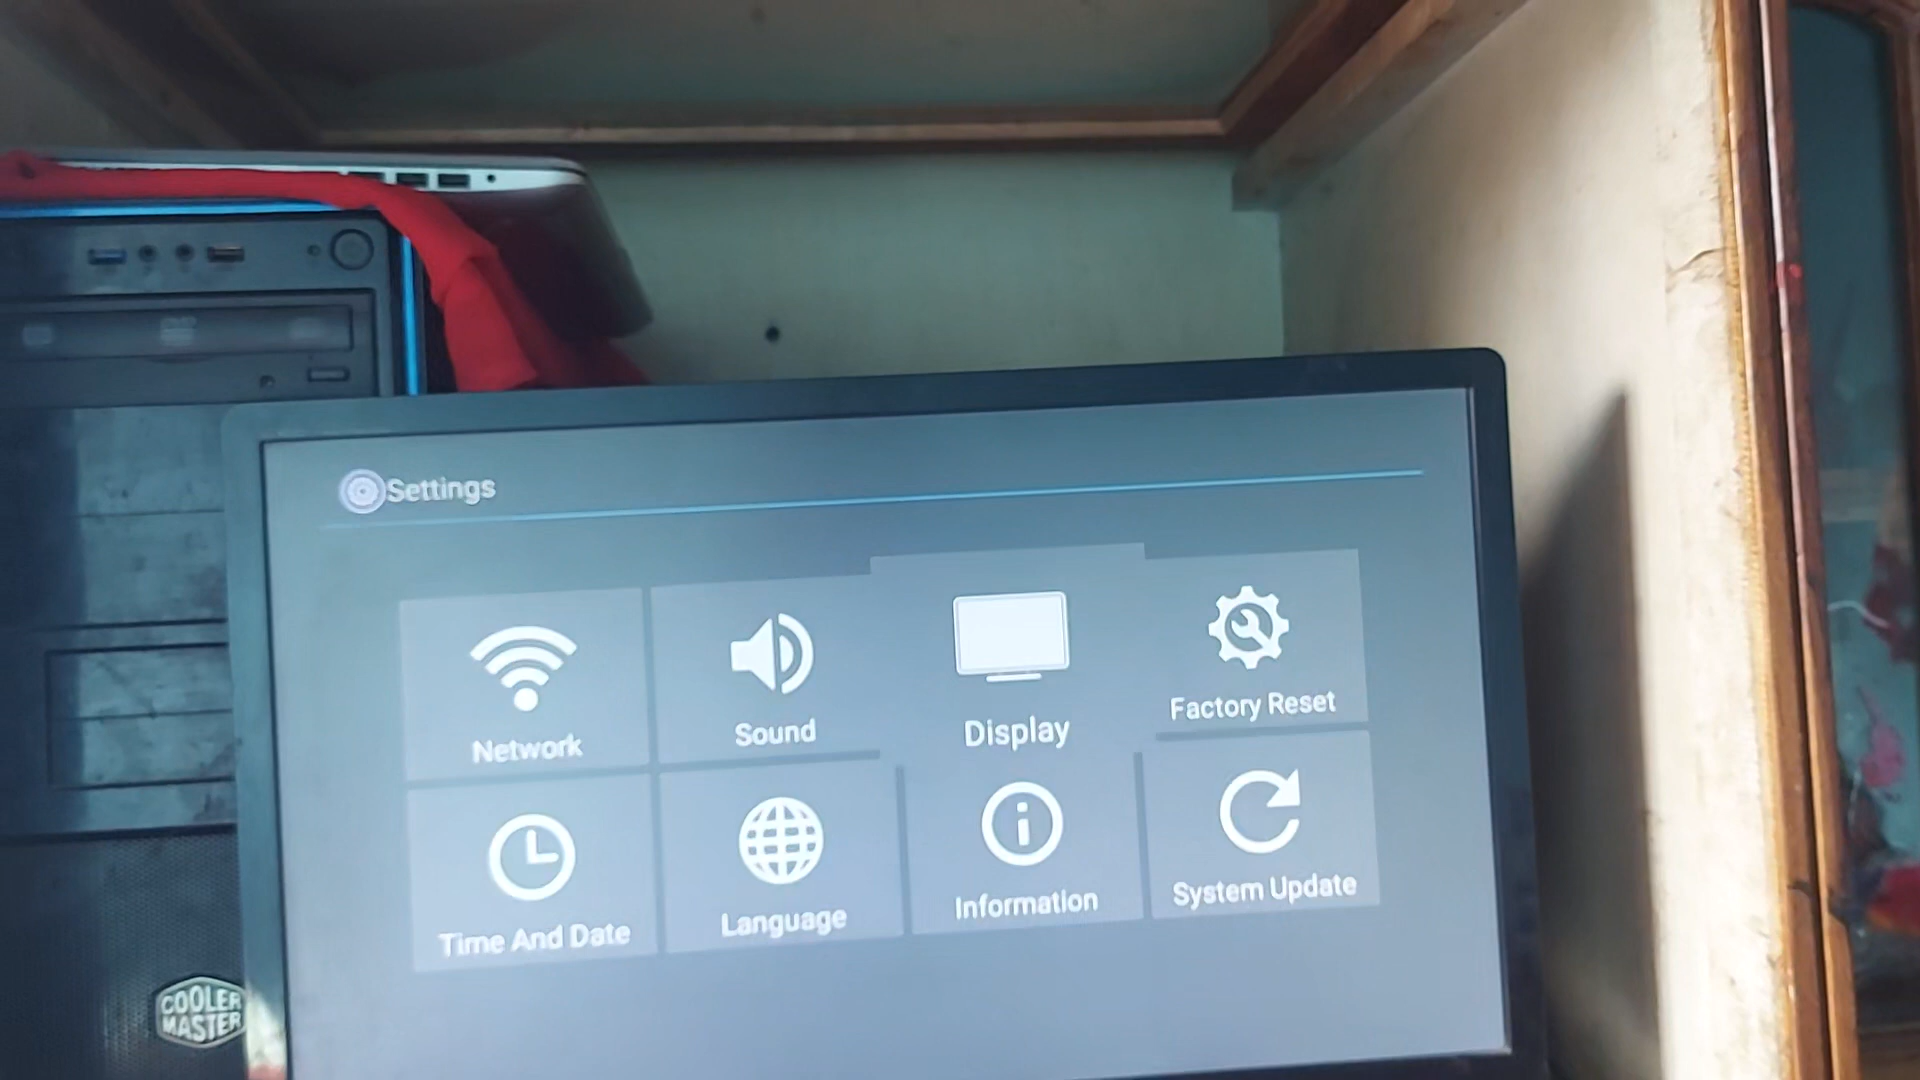 Settings
Network
Sound
Display
Factory Reset
Time And Date
Language
Information
System Update
COOLER
MASTER